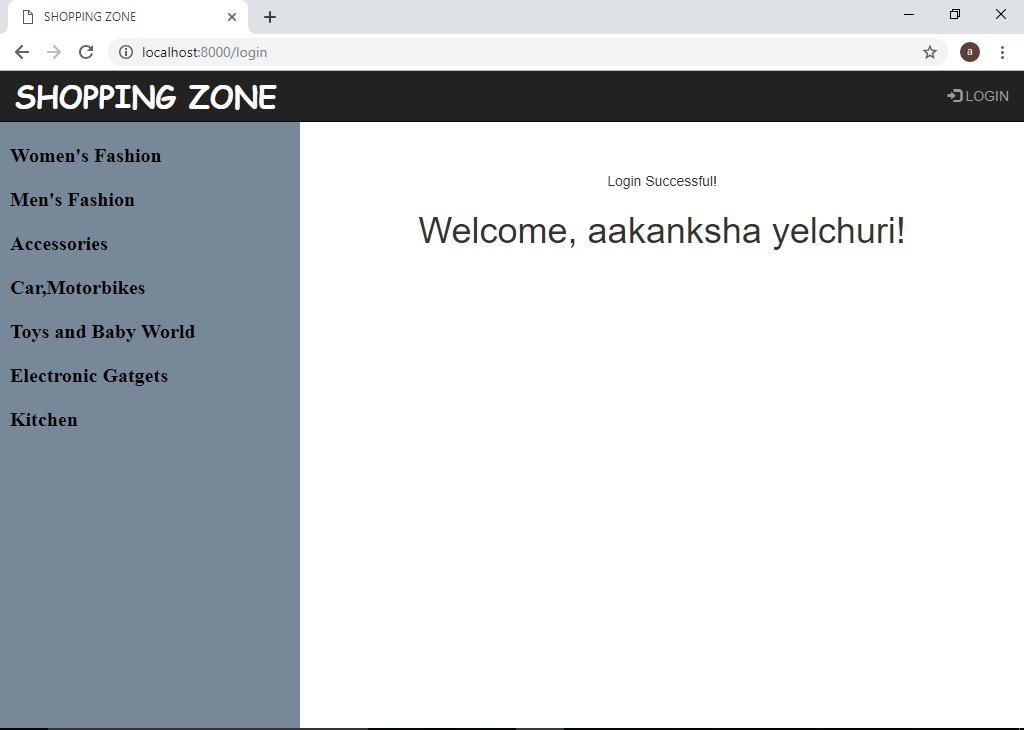 SHOPPING ZONE
localhost:8000/login
a
SHOPPING ZONE
LOGIN
Women's Fashion
Men's Fashion
Accessories
Car,Motorbikes
Toys and Baby World
Electronic Gatgets
Kitchen
Login Successful!
Welcome, aakanksha yelchuri!